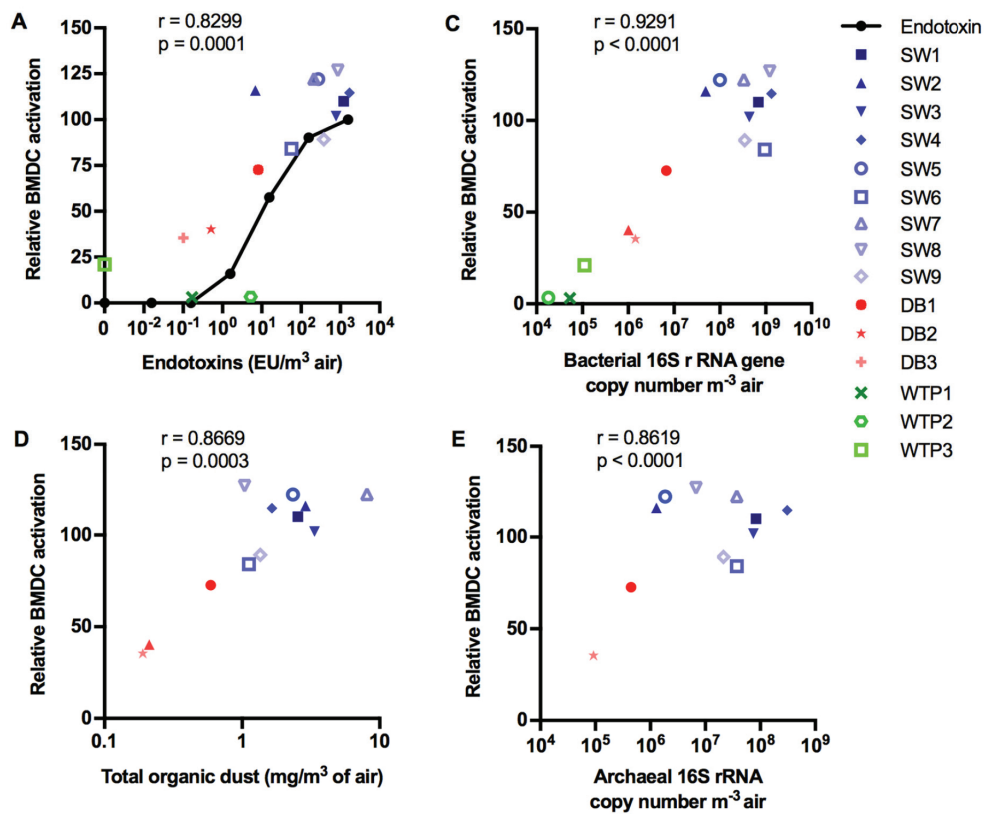 A
r = 0.8299
p = 0.0001
150
125
100
75
50
25
0
Relative BMDC activation
0 10-2 10-1 100 101 102 103 104
Endotoxins (EU/m3 air)
C
r = 0.9291
p < 0.0001
150
100
50
0
Relative BMDC activation
104 105 106 107 108 109 1010
Bacterial 16S r RNA gene
copy number m-3 air
Endotoxin
SW1
SW2
SW3
SW4
SW5
SW6
SW7
SW8
SW9
DB1
DB2
DB3
WTP1
WTP2
WTP3
D
r = 0.8669
p = 0.0003
150
100
50
0
Relative BMDC activation
0.1 1 10
Total organic dust (mg/m3 of air)
E
r = 0.8619
p < 0.0001
150
100
50
0
Relative BMDC activation
104 105 106 107 108 109
Archaeal 16S rRNA
copy number m-3 air